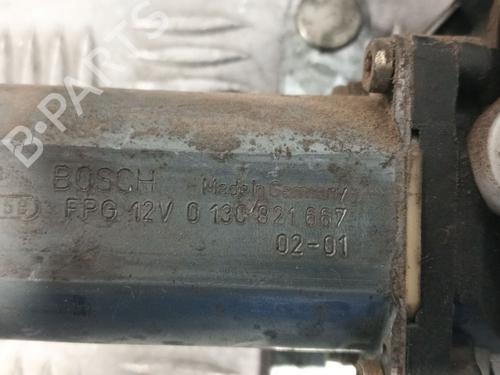 B-PARTS
BOSCH Made in Germany
FPG 12V 0 130 821 667
02-01